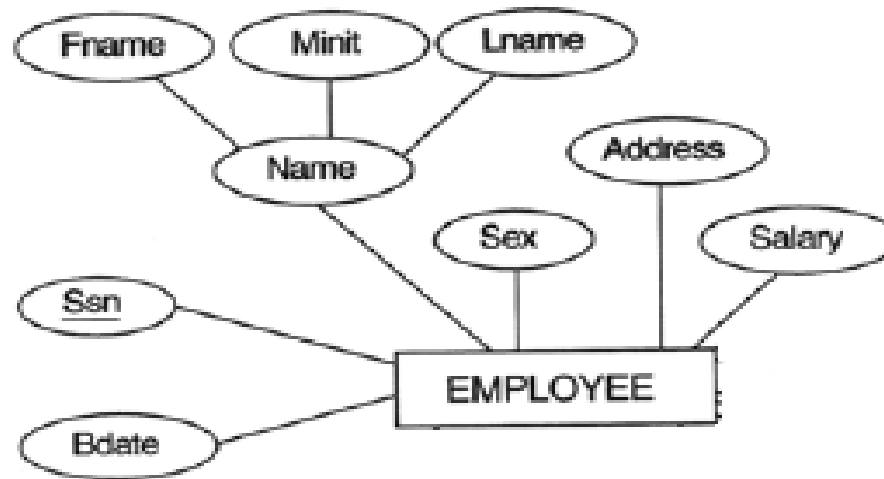 Fname
Minit
Lname
Name
Address
Sex
Salary
Ssn
EMPLOYEE
Bdate